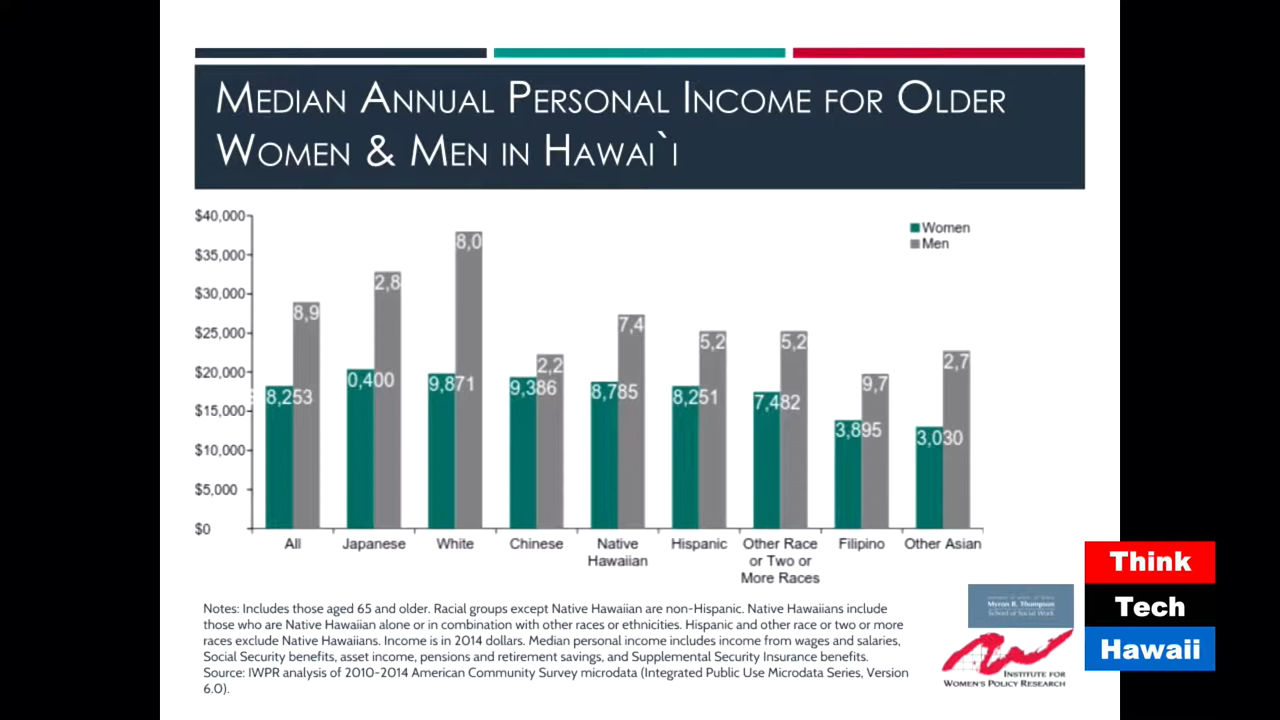 MEDIAN ANNUAL PERSONAL INCOME FOR OLDER
WOMEN & MEN IN HAWAI`I
$40,000
$35,000
$30,000
$25,000
$20,000
$15,000
$10,000
$5,000
$0
Women
Men
8,9
2,8
8,0
2,2
7,4
5,2
5,2
9,7
2,7
8,253
0,400
9,871
9,386
8,785
8,251
7,482
3,895
3,030
All
Japanese
White
Chinese
Native
Hawaiian
Hispanic
Other Race
or Two or
More Races
Filipino
Other Asian
Notes: Includes those aged 65 and older. Racial groups except Native Hawaiian are non-Hispanic. Native Hawaiians include
those who are Native Hawaiian alone or in combination with other races or ethnicities. Hispanic and other race or two or more
races exclude Native Hawaiians. Income is in 2014 dollars. Median personal income includes income from wages and salaries,
Social Security benefits, asset income, pensions and retirement savings, and Supplemental Security Insurance benefits.
Source: IWPR analysis of 2010-2014 American Community Survey microdata (Integrated Public Use Microdata Series, Version
6.0).
Myron B. Thompson
School of Social Work
INSTITUTE FOR
WOMEN'S POLICY RESEARCH
Think
Tech
Hawaii